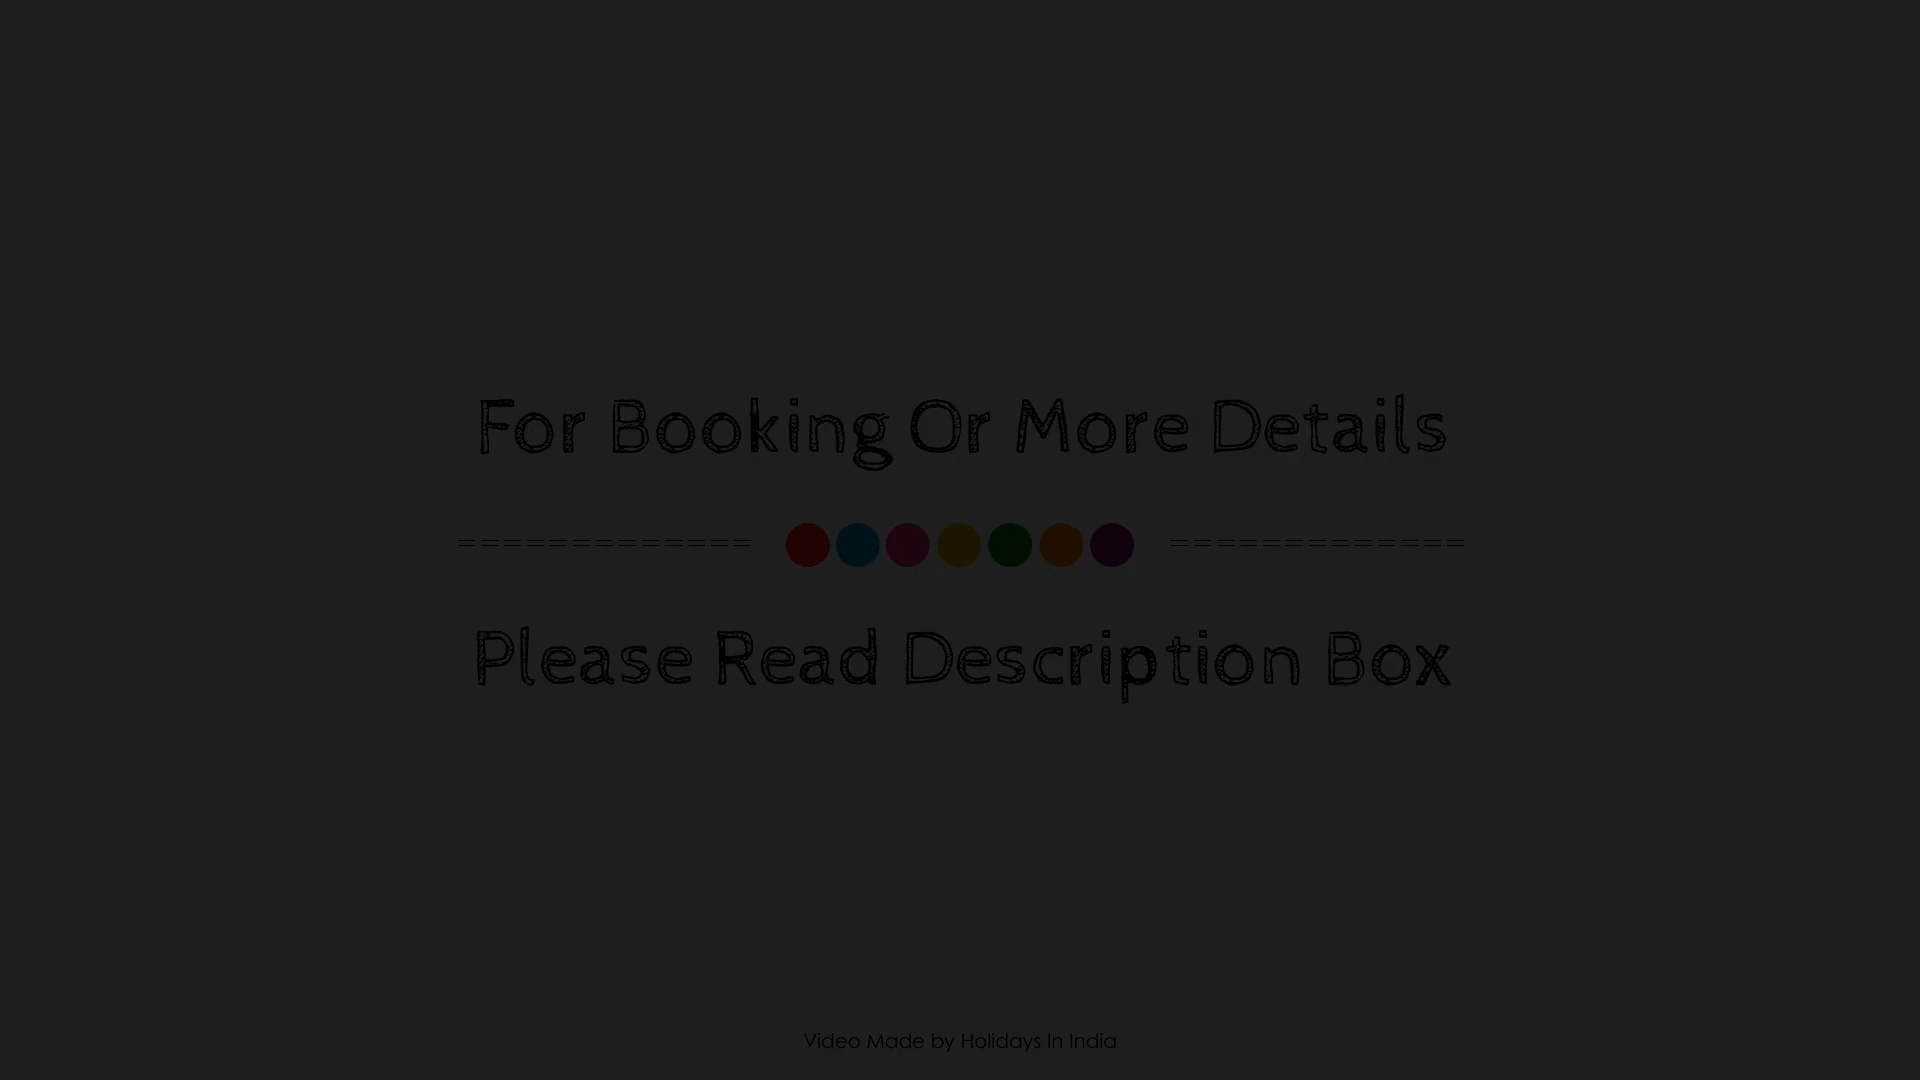 For Booking Or More Details
============= =============
Please Read Description Box
Video Made by Holidays In India